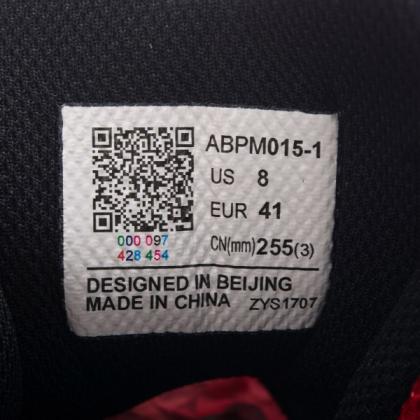 ABPM015-1
US 8
EUR 41
CN(mm)255(3)
000 097
428 454
DESIGNED IN BEIJING
MADE IN CHINA ZYS1707